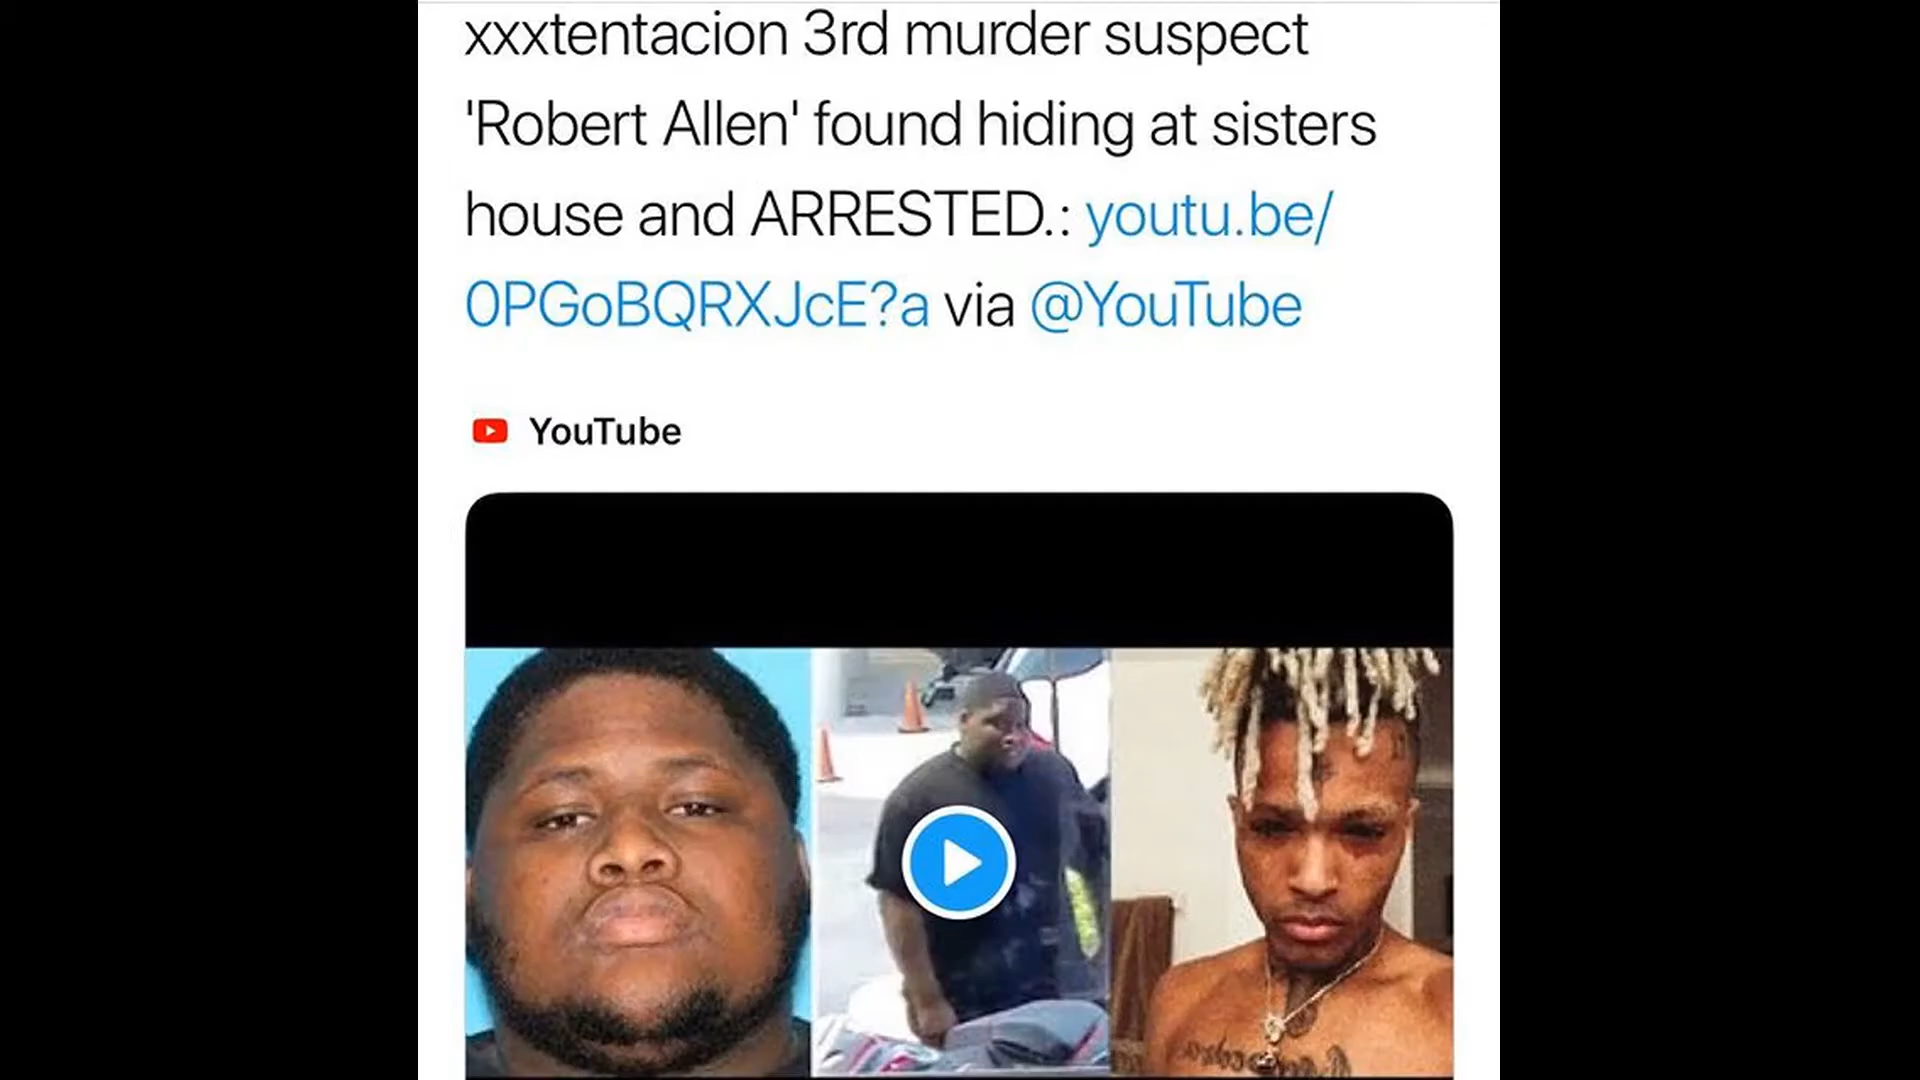 xxxtentacion 3rd murder suspect
'Robert Allen' found hiding at sisters
house and ARRESTED.: youtu.be/
0PGoBQRXJcE?a via @YouTube
YouTube